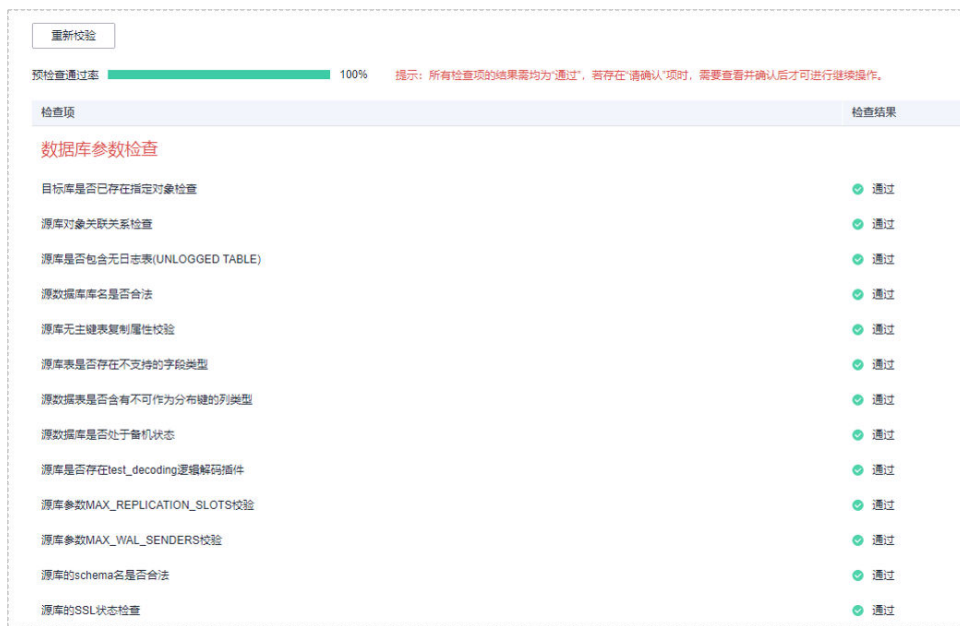 重新校验
预检查通过率 100% 提示：所有检查项的结果需均为“通过”，若存在“请确认”项时，需要查看并确认后才可进行继续操作。
检查项 检查结果
数据库参数检查
目标库是否已存在指定对象检查 通过
源库对象关联关系检查 通过
源库是否包含无日志表(UNLOGGED TABLE) 通过
源数据库库名是否合法 通过
源库无主键表复制属性校验 通过
源库表是否存在不支持的字段类型 通过
源数据表是否含有不可作为分布键的列类型 通过
源数据库是否处于备机状态 通过
源库是否存在test_decoding逻辑解码插件 通过
源库参数MAX_REPLICATION_SLOTS校验 通过
源库参数MAX_WAL_SENDERS校验 通过
源库的schema名是否合法 通过
源库的SSL状态检查 通过